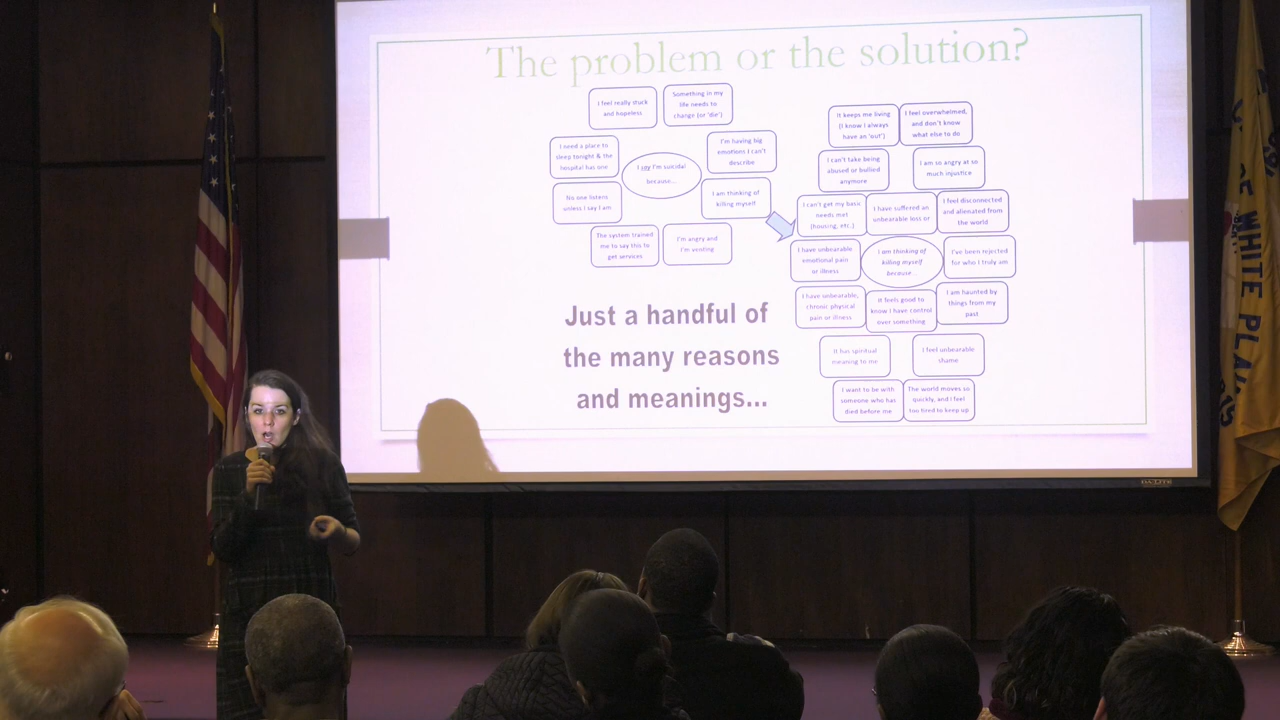 The problem or the solution?
I feel really stuck
and hopeless
Something in my
life needs to
change (or 'die')
I need a place to
sleep tonight & the
hospital has one
I say I'm suicidal
because...
I'm having big
emotions I can't
describe
No one listens
unless I say I am
I am thinking of
killing myself
The system trained
me to say this to
get services
I'm angry and
I'm venting
It keeps me living
(I know I always
have an 'out')
I feel overwhelmed,
and don't know
what else to do
I can't take being
abused or bullied
anymore
I am so angry at so
much injustice
I can't get my basic
needs met
(housing, etc.)
I have suffered an
unbearable loss or
I feel disconnected
and alienated from
the world
I have unbearable
emotional pain
or illness
I am thinking of
killing myself
because...
I've been rejected
for who I truly am
I have unbearable,
chronic physical
pain or illness
It feels good to
know I have control
over something
I am haunted by
things from my
past
It has spiritual
meaning to me
I feel unbearable
shame
I want to be with
someone who has
died before me
The world moves so
quickly, and I feel
too tired to keep up
Just a handful of
the many reasons
and meanings...
OF WHITE PLAINS